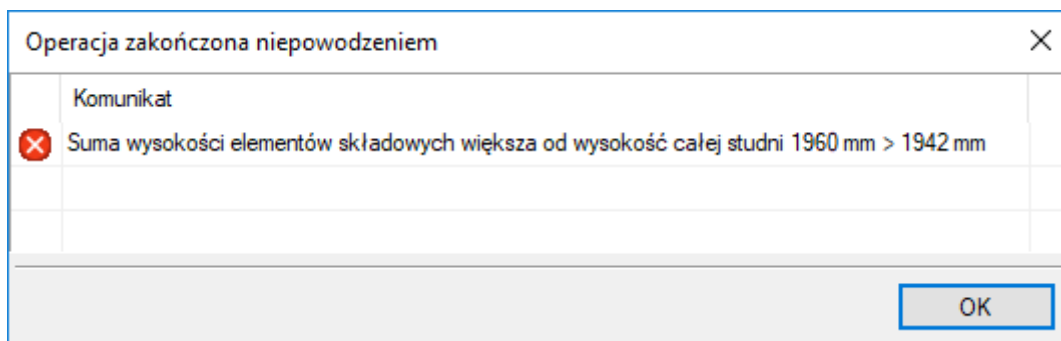 Operacja zakończona niepowodzeniem
Komunikat
Suma wysokości elementów składowych większa od wysokość całej studni 1960 mm > 1942 mm
OK